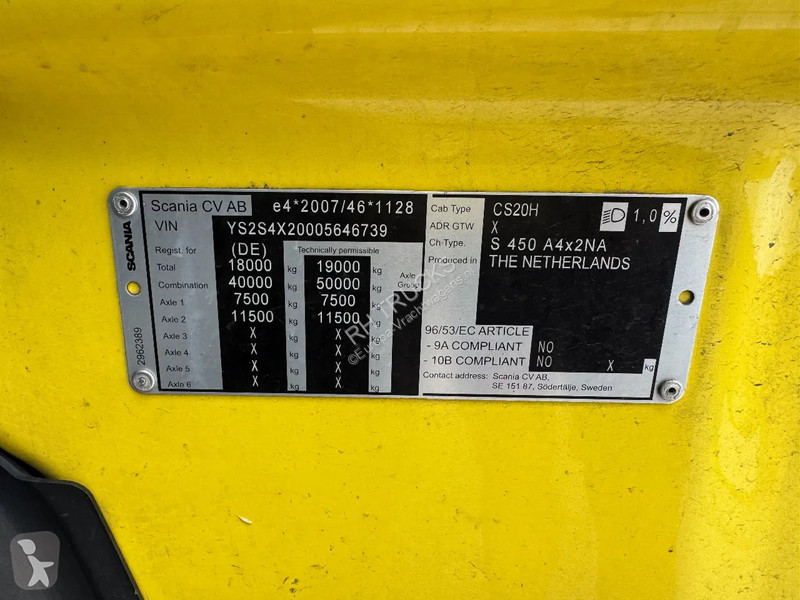 Scania CV AB e4*2007/46*1128
VIN YS2S4X20005646739
Regist. for (DE) Technically permissible
Total 18000 kg 19000 kg Axle
Combination 40000 kg 50000 kg Group
Axle 1 7500 kg 7500 kg
Axle 2 11500 kg 11500 kg
Axle 3 X kg X kg
Axle 4 X kg X kg
Axle 5 X kg X kg
Axle 6 X kg X kg
SCANIA
2962389
Cab Type CS20H 1,0 %
ADR GTW X
Ch-Type. S 450 A4x2NA
Produced in THE NETHERLANDS
96/53/EC ARTICLE
- 9A COMPLIANT NO
- 10B COMPLIANT NO X kg
Contact address: Scania CV AB,
SE 151 87, Södertälje, Sweden
RH TRUCKS